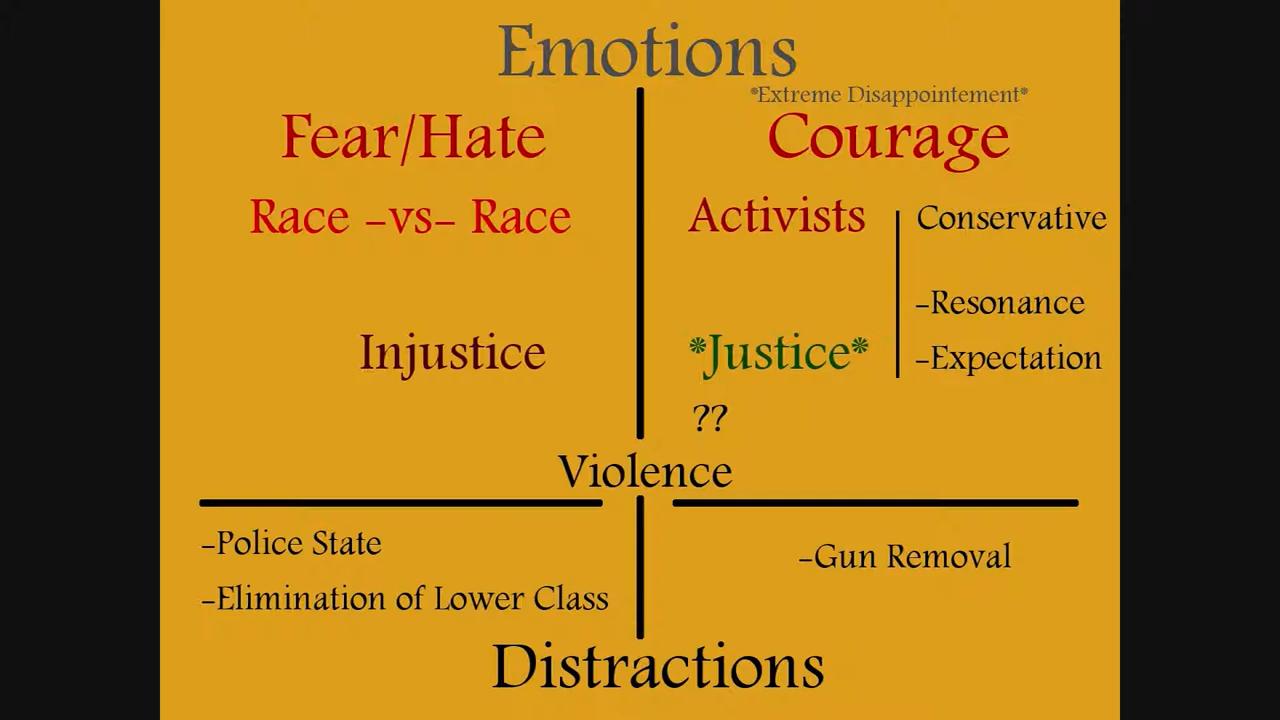 Emotions
*Extreme Disappointement*
Fear/Hate
Courage
Race -vs- Race
Activists
Conservative
-Resonance
Injustice
*Justice*
-Expectation
??
Violence
-Police State
-Gun Removal
-Elimination of Lower Class
Distractions